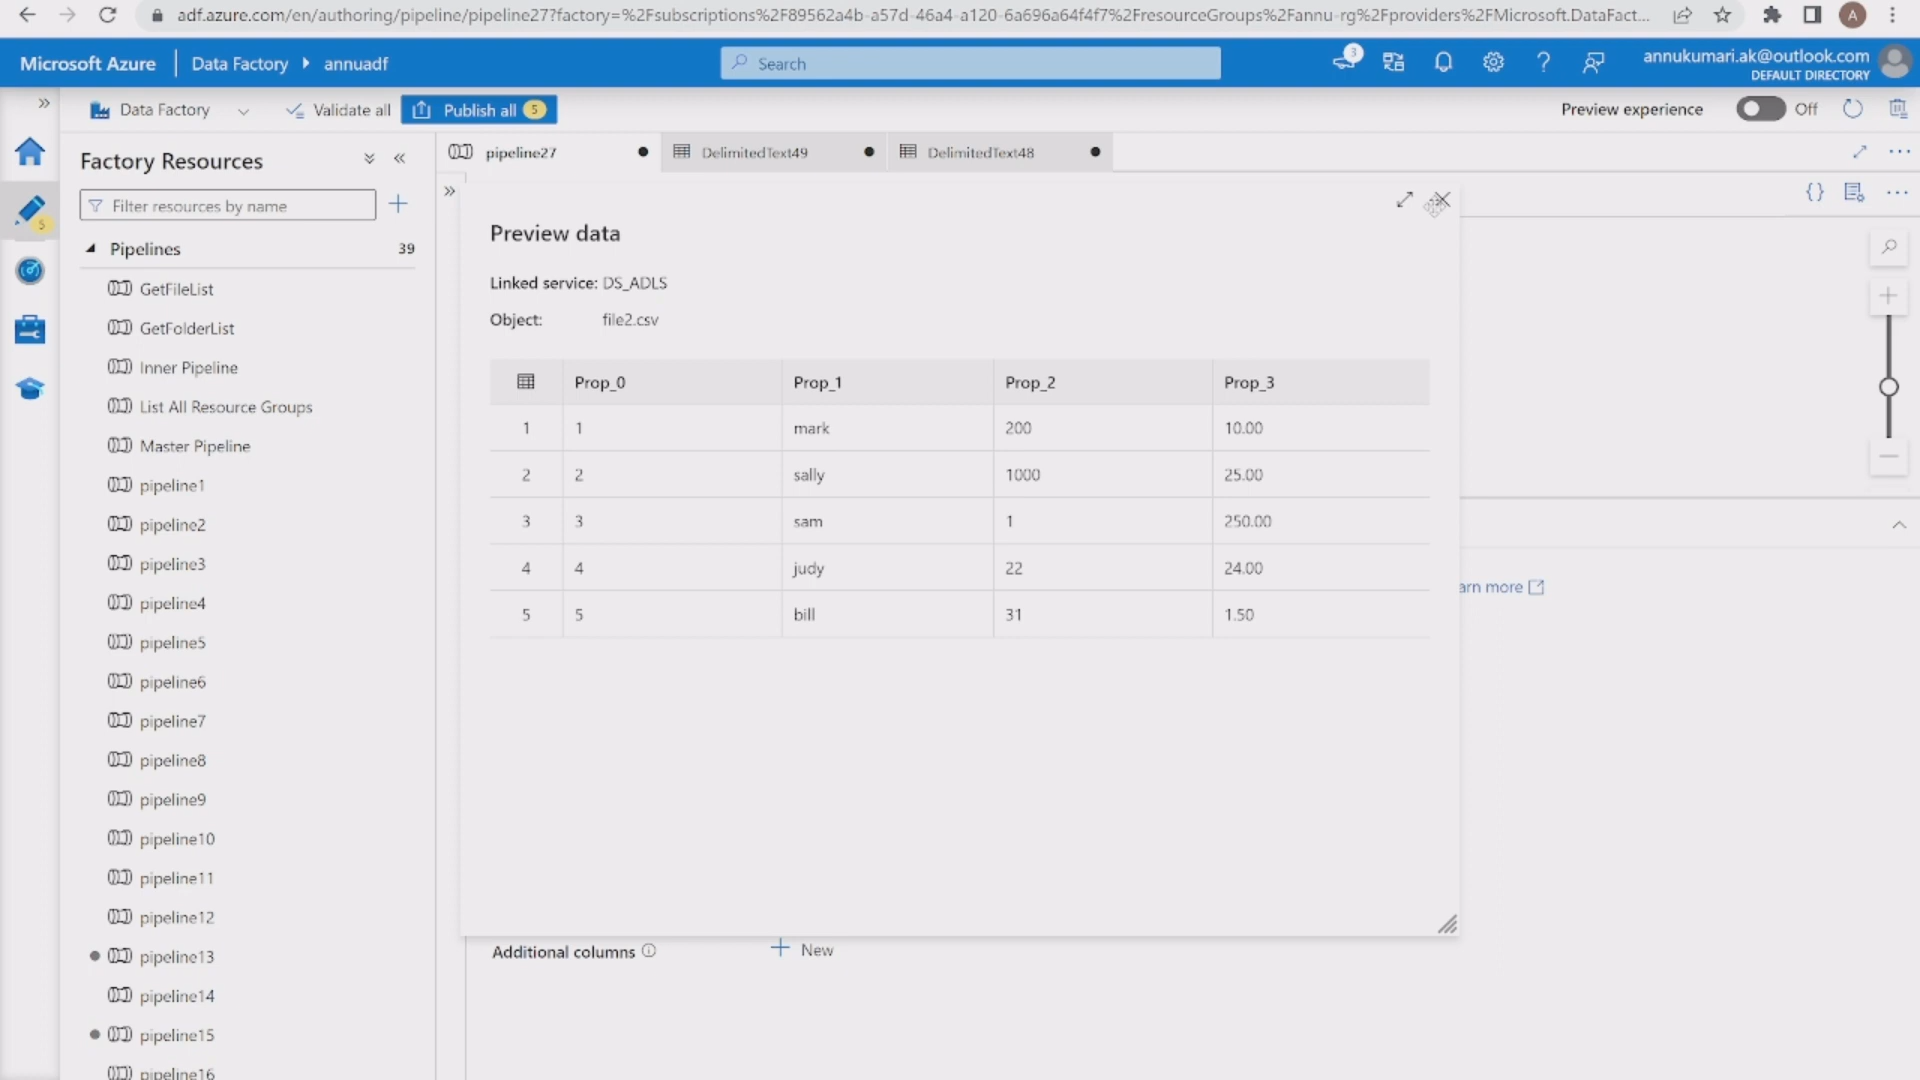 adf.azure.com/en/authoring/pipeline/pipeline27?factory=%2Fsubscriptions%2F89562a4b-a57d-46a4-a120-6a696a64f4f7%2FresourceGroups%2Fannu-rg%2Fproviders%2FMicrosoft.DataFact...
A
Microsoft Azure
Data Factory
annuadf
Search
3
annukumari.ak@outlook.com
DEFAULT DIRECTORY
Data Factory
Validate all
Publish all 5
Preview experience
Off
Factory Resources
pipeline27
DelimitedText49
DelimitedText48
5
Filter resources by name
Pipelines 39
GetFileList
GetFolderList
Inner Pipeline
List All Resource Groups
Master Pipeline
pipeline1
pipeline2
pipeline3
pipeline4
pipeline5
pipeline6
pipeline7
pipeline8
pipeline9
pipeline10
pipeline11
pipeline12
pipeline13
pipeline14
pipeline15
pipeline16
Preview data
Linked service: DS_ADLS
Object: file2.csv
Prop_0 Prop_1 Prop_2 Prop_3
1 1 mark 200 10.00
2 2 sally 1000 25.00
3 3 sam 1 250.00
4 4 judy 22 24.00
5 5 bill 31 1.50
arn more
Additional columns
New